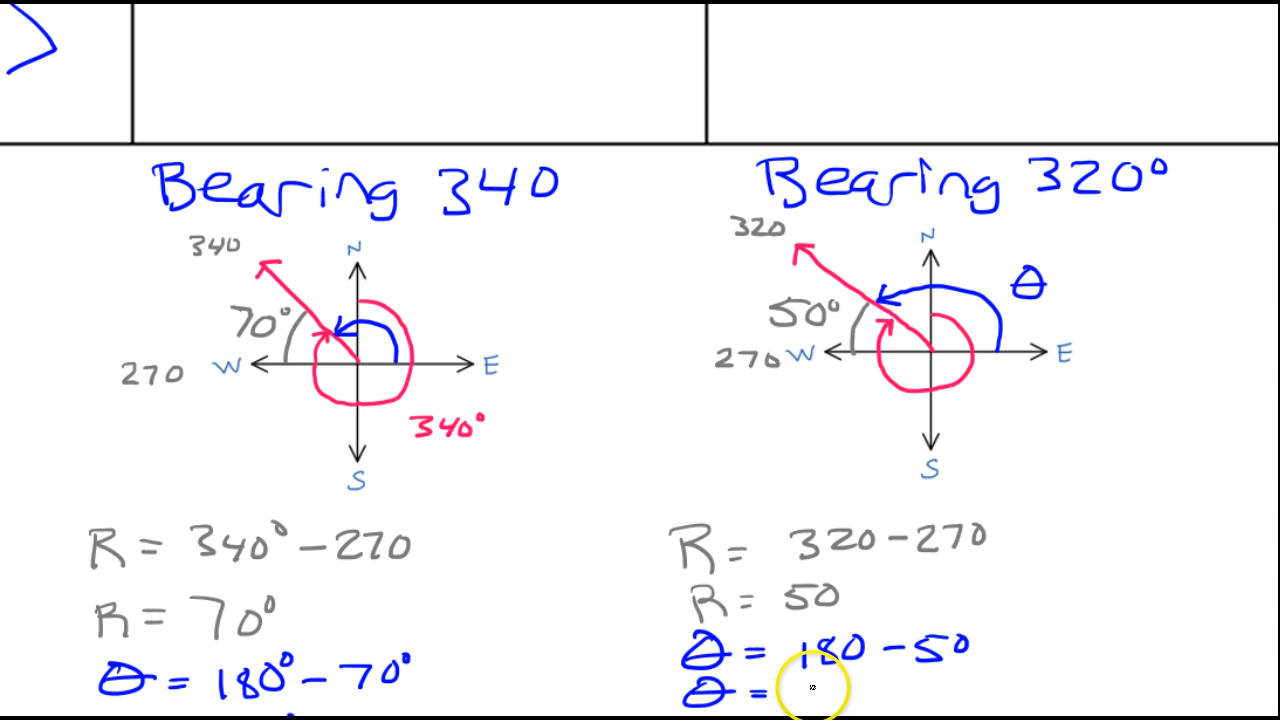 Bearing 340
340
N
70°
270
W
E
340°
S
R = 340° - 270
R = 70°
θ = 180° - 70°
Bearing 320°
320
N
θ
50°
270
W
E
S
R = 320 - 270
R = 50
θ = 180 - 50
θ =